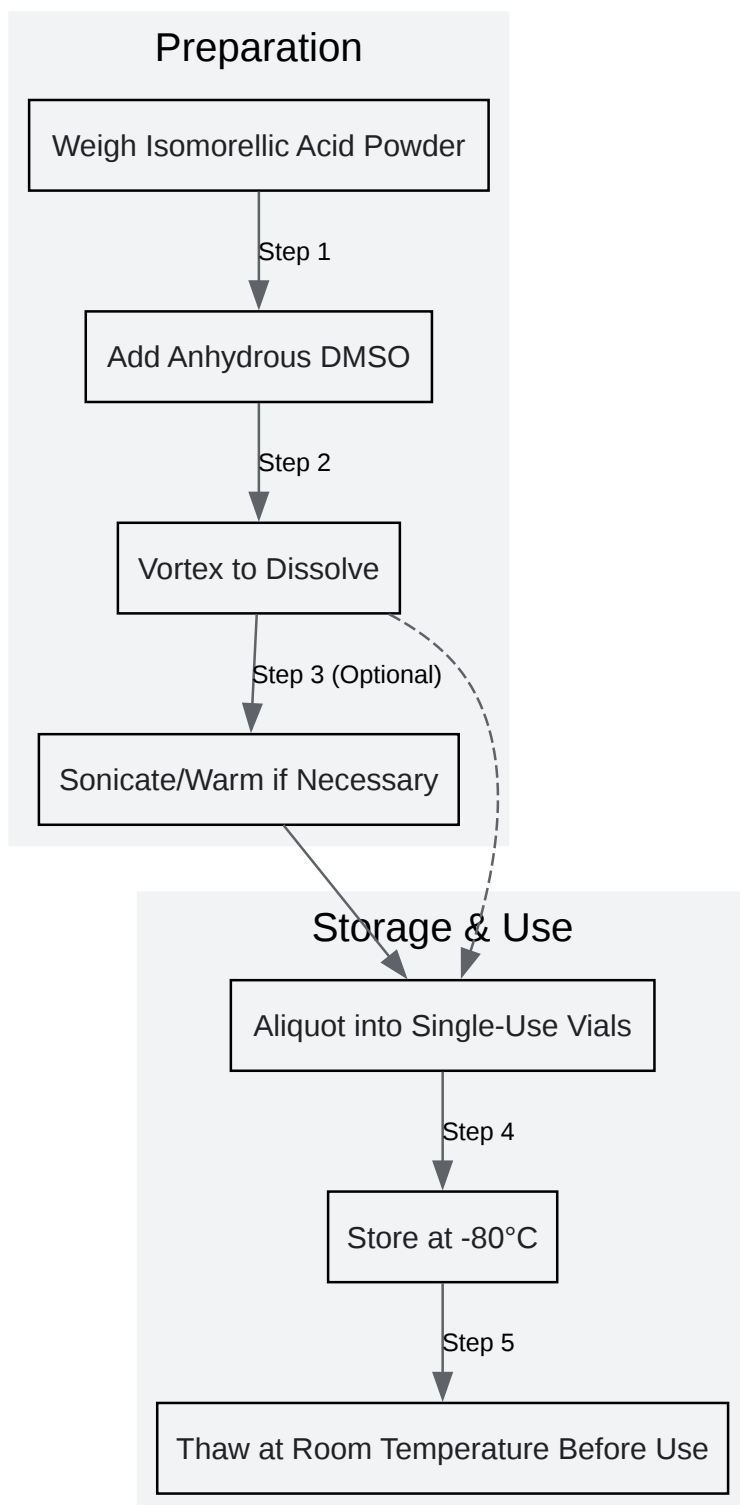 Preparation
Weigh Isomorellic Acid Powder
Step 1
Add Anhydrous DMSO
Step 2
Vortex to Dissolve
Step 3 (Optional)
Sonicate/Warm if Necessary
Storage & Use
Aliquot into Single-Use Vials
Step 4
Store at -80°C
Step 5
Thaw at Room Temperature Before Use